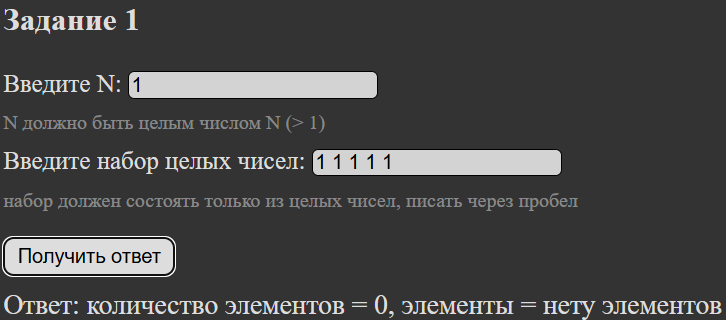 Задание 1
Введите N: 1
N должно быть целым числом N (> 1)
Введите набор целых чисел: 1 1 1 1 1
набор должен состоять только из целых чисел, писать через пробел
Получить ответ
Ответ: количество элементов = 0, элементы = нету элементов